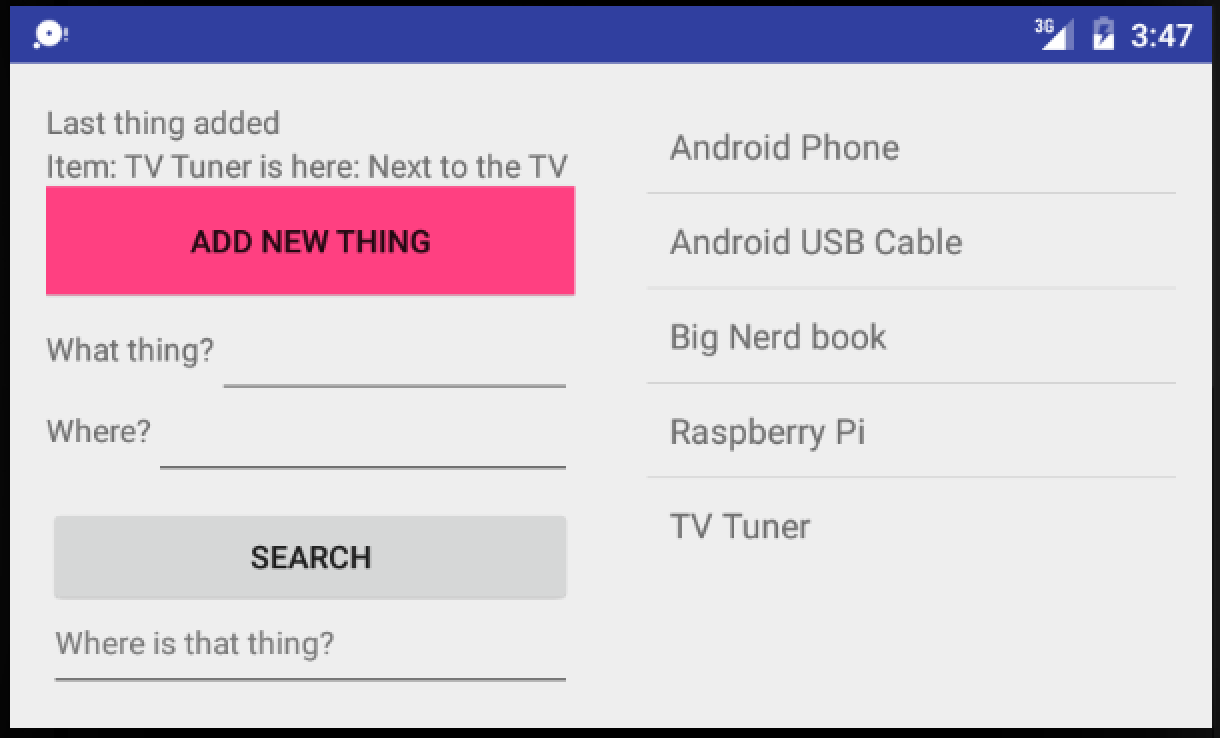 3G 3:47
Last thing added
Item: TV Tuner is here: Next to the TV
ADD NEW THING
What thing?
Where?
SEARCH
Where is that thing?
Android Phone
Android USB Cable
Big Nerd book
Raspberry Pi
TV Tuner